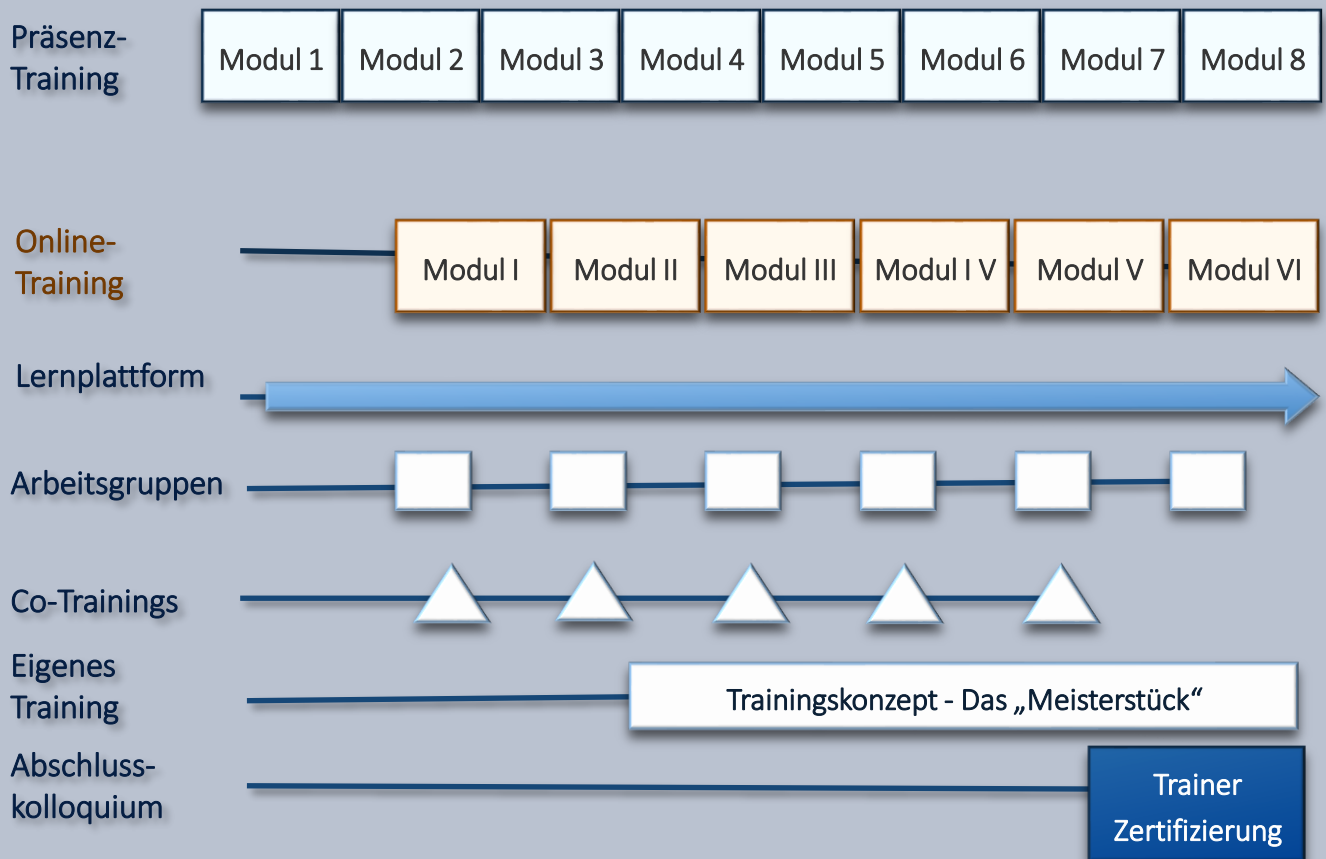 Präsenz-
Training
Modul 1
Modul 2
Modul 3
Modul 4
Modul 5
Modul 6
Modul 7
Modul 8
Online-
Training
Modul I
Modul II
Modul III
Modul I V
Modul V
Modul VI
Lernplattform
Arbeitsgruppen
Co-Trainings
Eigenes
Training
Trainingskonzept - Das „Meisterstück“
Abschluss-
kolloquium
Trainer
Zertifizierung